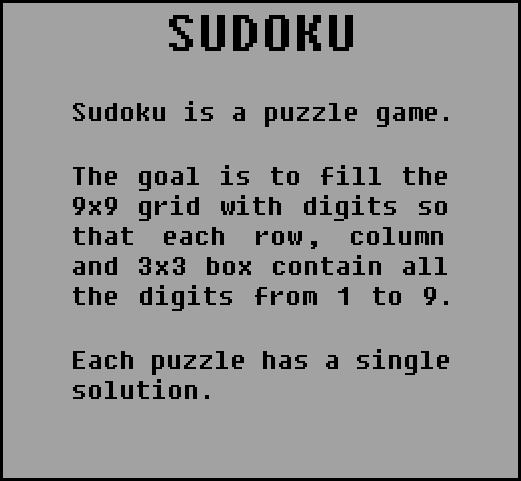 SUDOKU
Sudoku is a puzzle game.
The goal is to fill the
9x9 grid with digits so
that each row, column
and 3x3 box contain all
the digits from 1 to 9.
Each puzzle has a single
solution.